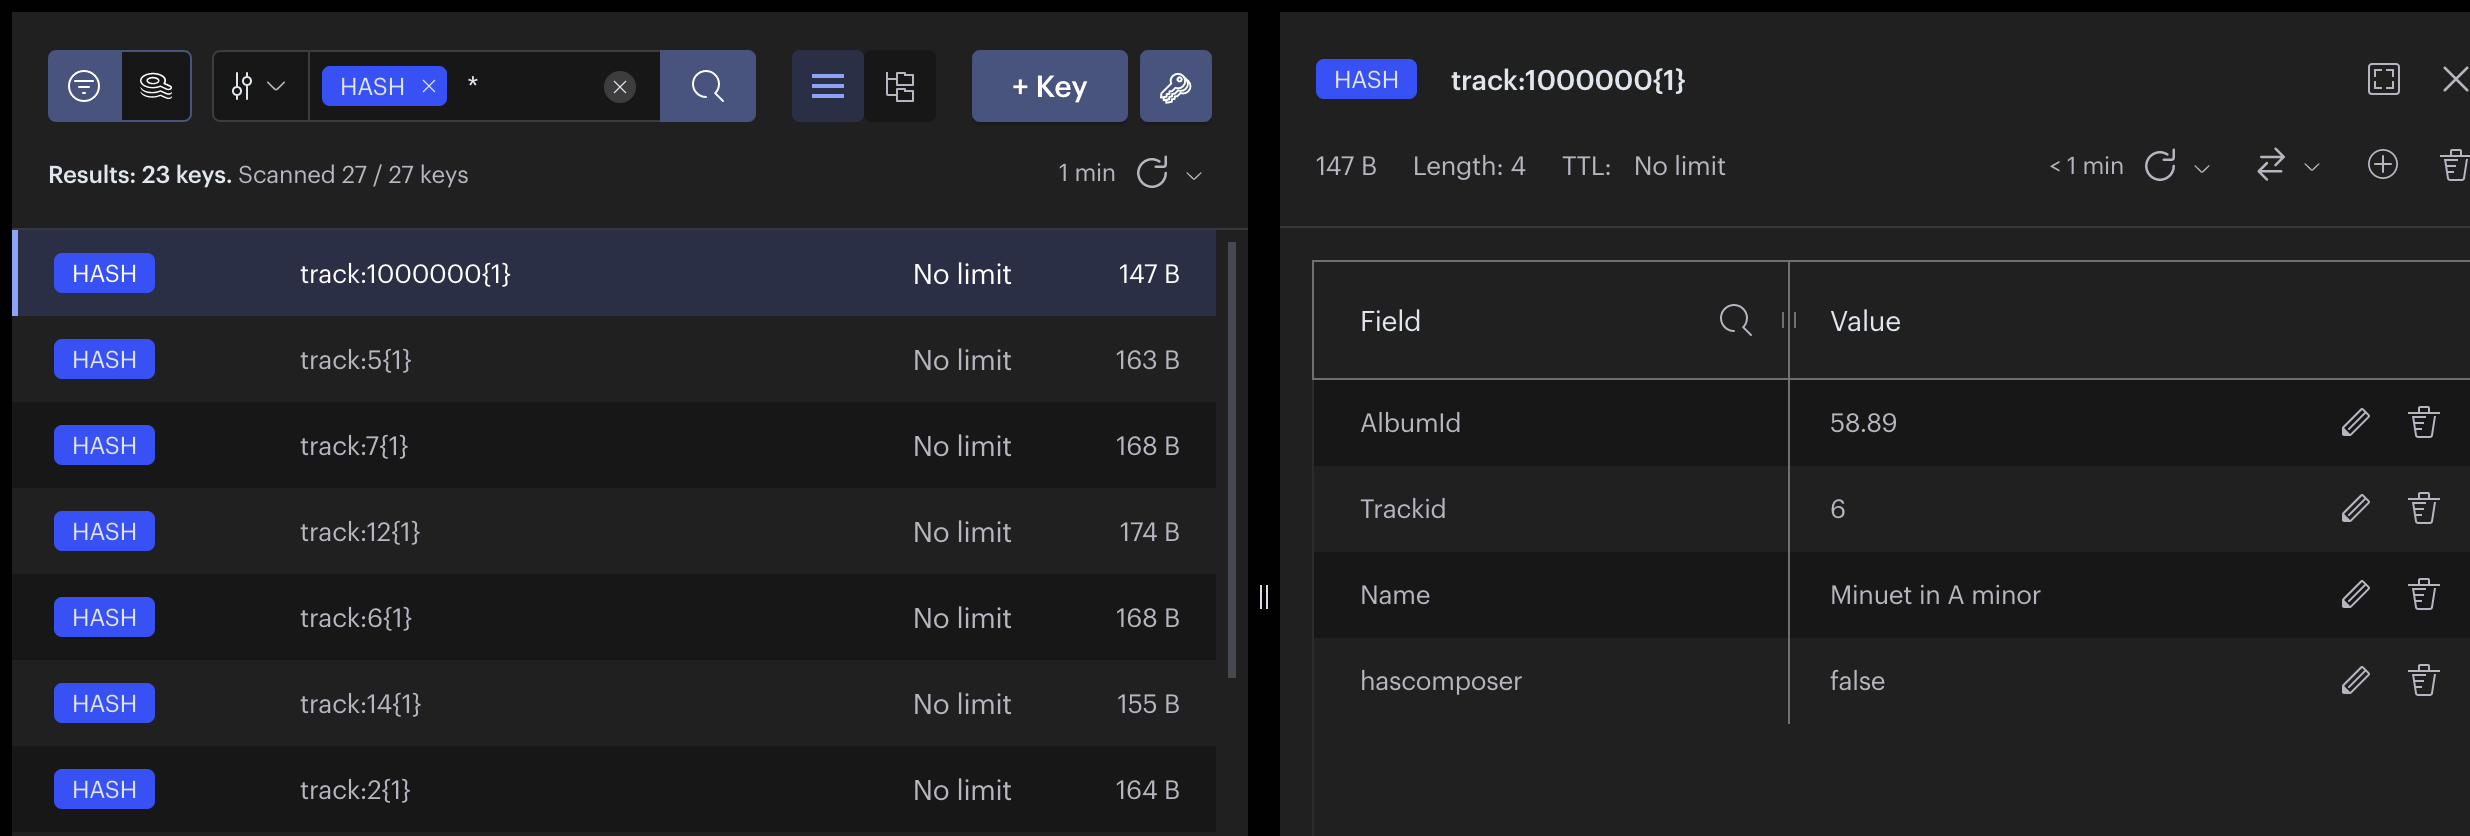 HASH *
+ Key
Results: 23 keys. Scanned 27 / 27 keys
1 min
HASH track:1000000{1} No limit 147 B
HASH track:5{1} No limit 163 B
HASH track:7{1} No limit 168 B
HASH track:12{1} No limit 174 B
HASH track:6{1} No limit 168 B
HASH track:14{1} No limit 155 B
HASH track:2{1} No limit 164 B
HASH track:1000000{1}
147 B Length: 4 TTL: No limit
< 1 min
Field Value
AlbumId 58.89
Trackid 6
Name Minuet in A minor
hascomposer false